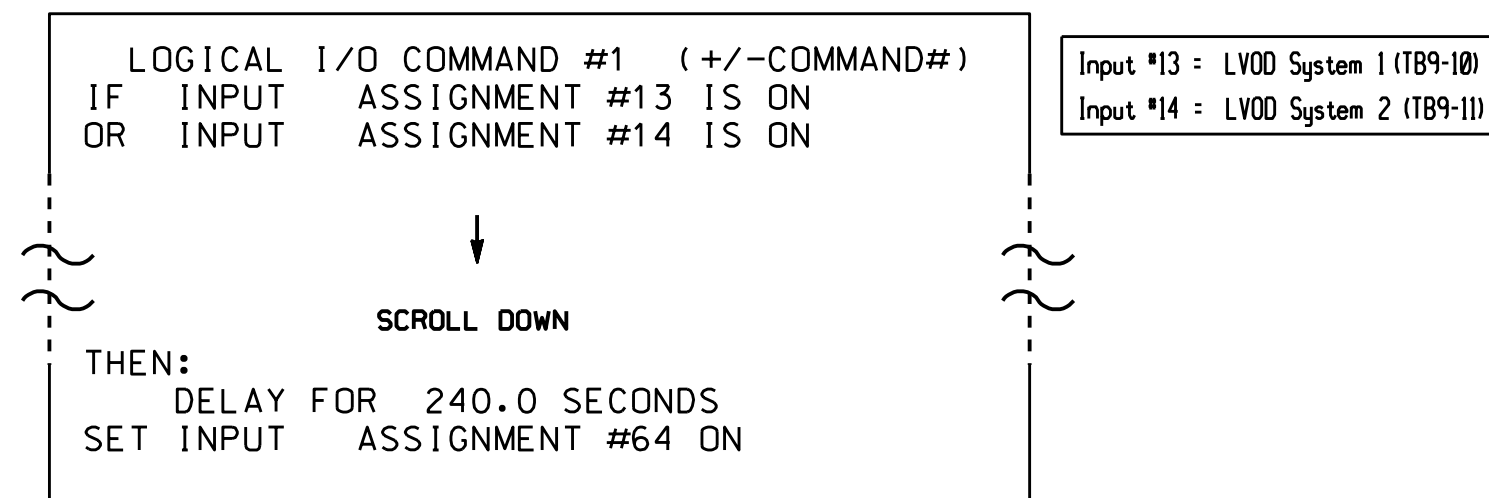 LOGICAL I/O COMMAND #1 (+/-COMMAND#)
IF INPUT ASSIGNMENT #13 IS ON
OR INPUT ASSIGNMENT #14 IS ON
Input #13 = LVOD System 1 (TB9-10)
Input #14 = LVOD System 2 (TB9-11)
SCROLL DOWN
THEN:
DELAY FOR 240.0 SECONDS
SET INPUT ASSIGNMENT #64 ON